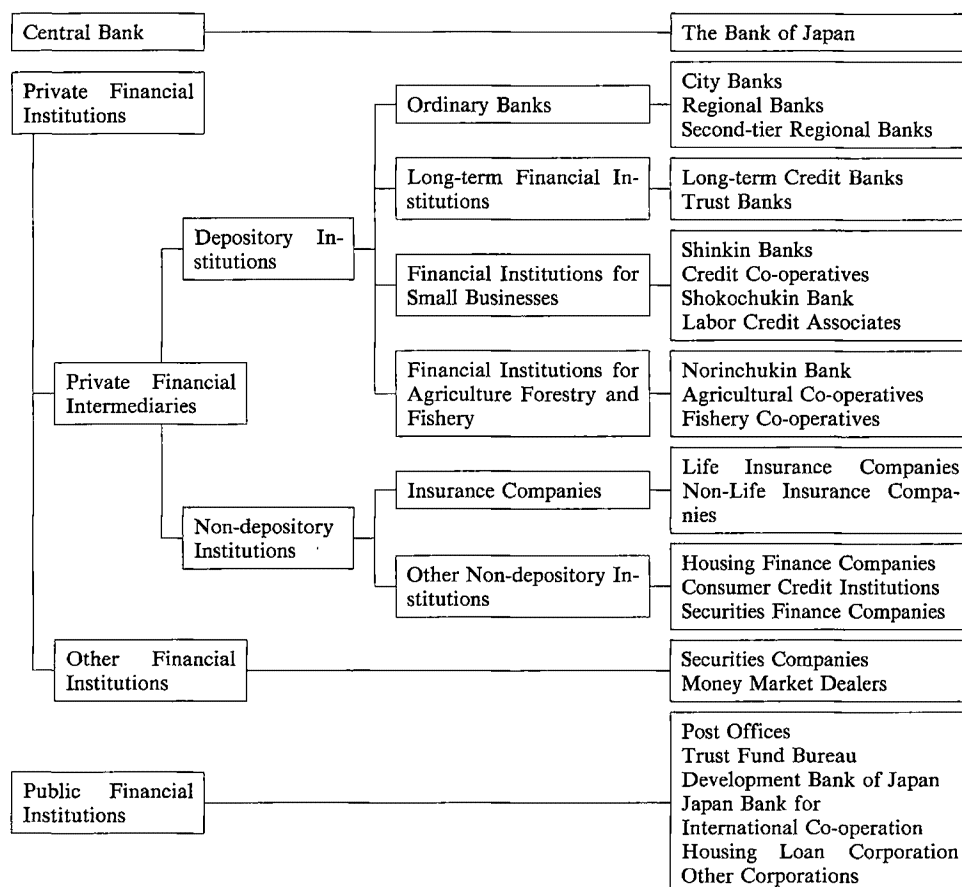 Central Bank
The Bank of Japan
Private Financial
Institutions
Ordinary Banks
City Banks
Regional Banks
Second-tier Regional Banks
Long-term Financial In-
stitutions
Long-term Credit Banks
Trust Banks
Depository In-
stitutions
Financial Institutions for
Small Businesses
Shinkin Banks
Credit Co-operatives
Shokochukin Bank
Labor Credit Associates
Private Financial
Intermediaries
Financial Institutions for
Agriculture Forestry and
Fishery
Norinchukin Bank
Agricultural Co-operatives
Fishery Co-operatives
Non-depository
Institutions
Insurance Companies
Life Insurance Companies
Non-Life Insurance Compa-
nies
Other Non-depository In-
stitutions
Housing Finance Companies
Consumer Credit Institutions
Securities Finance Companies
Other Financial
Institutions
Securities Companies
Money Market Dealers
Public Financial
Institutions
Post Offices
Trust Fund Bureau
Development Bank of Japan
Japan Bank for
International Co-operation
Housing Loan Corporation
Other Corporations